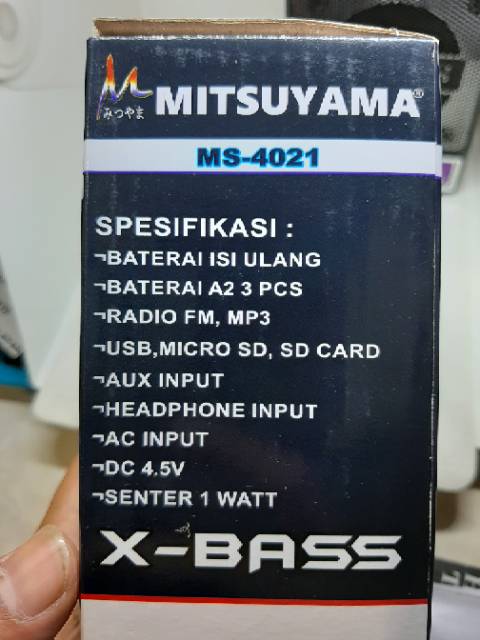 みつやま
MITSUYAMA®
MS-4021
SPESIFIKASI :
¬BATERAI ISI ULANG
¬BATERAI A2 3 PCS
¬RADIO FM, MP3
¬USB,MICRO SD, SD CARD
¬AUX INPUT
¬HEADPHONE INPUT
¬AC INPUT
¬DC 4.5V
¬SENTER 1 WATT
X-BASS